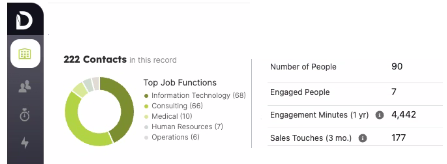 222 Contacts in this record
Top Job Functions
Information Technology (68)
Consulting (66)
Medical (10)
Human Resources (7)
Operations (6)
Number of People 90
Engaged People 7
Engagement Minutes (1 yr) 4,442
Sales Touches (3 mo.) 177